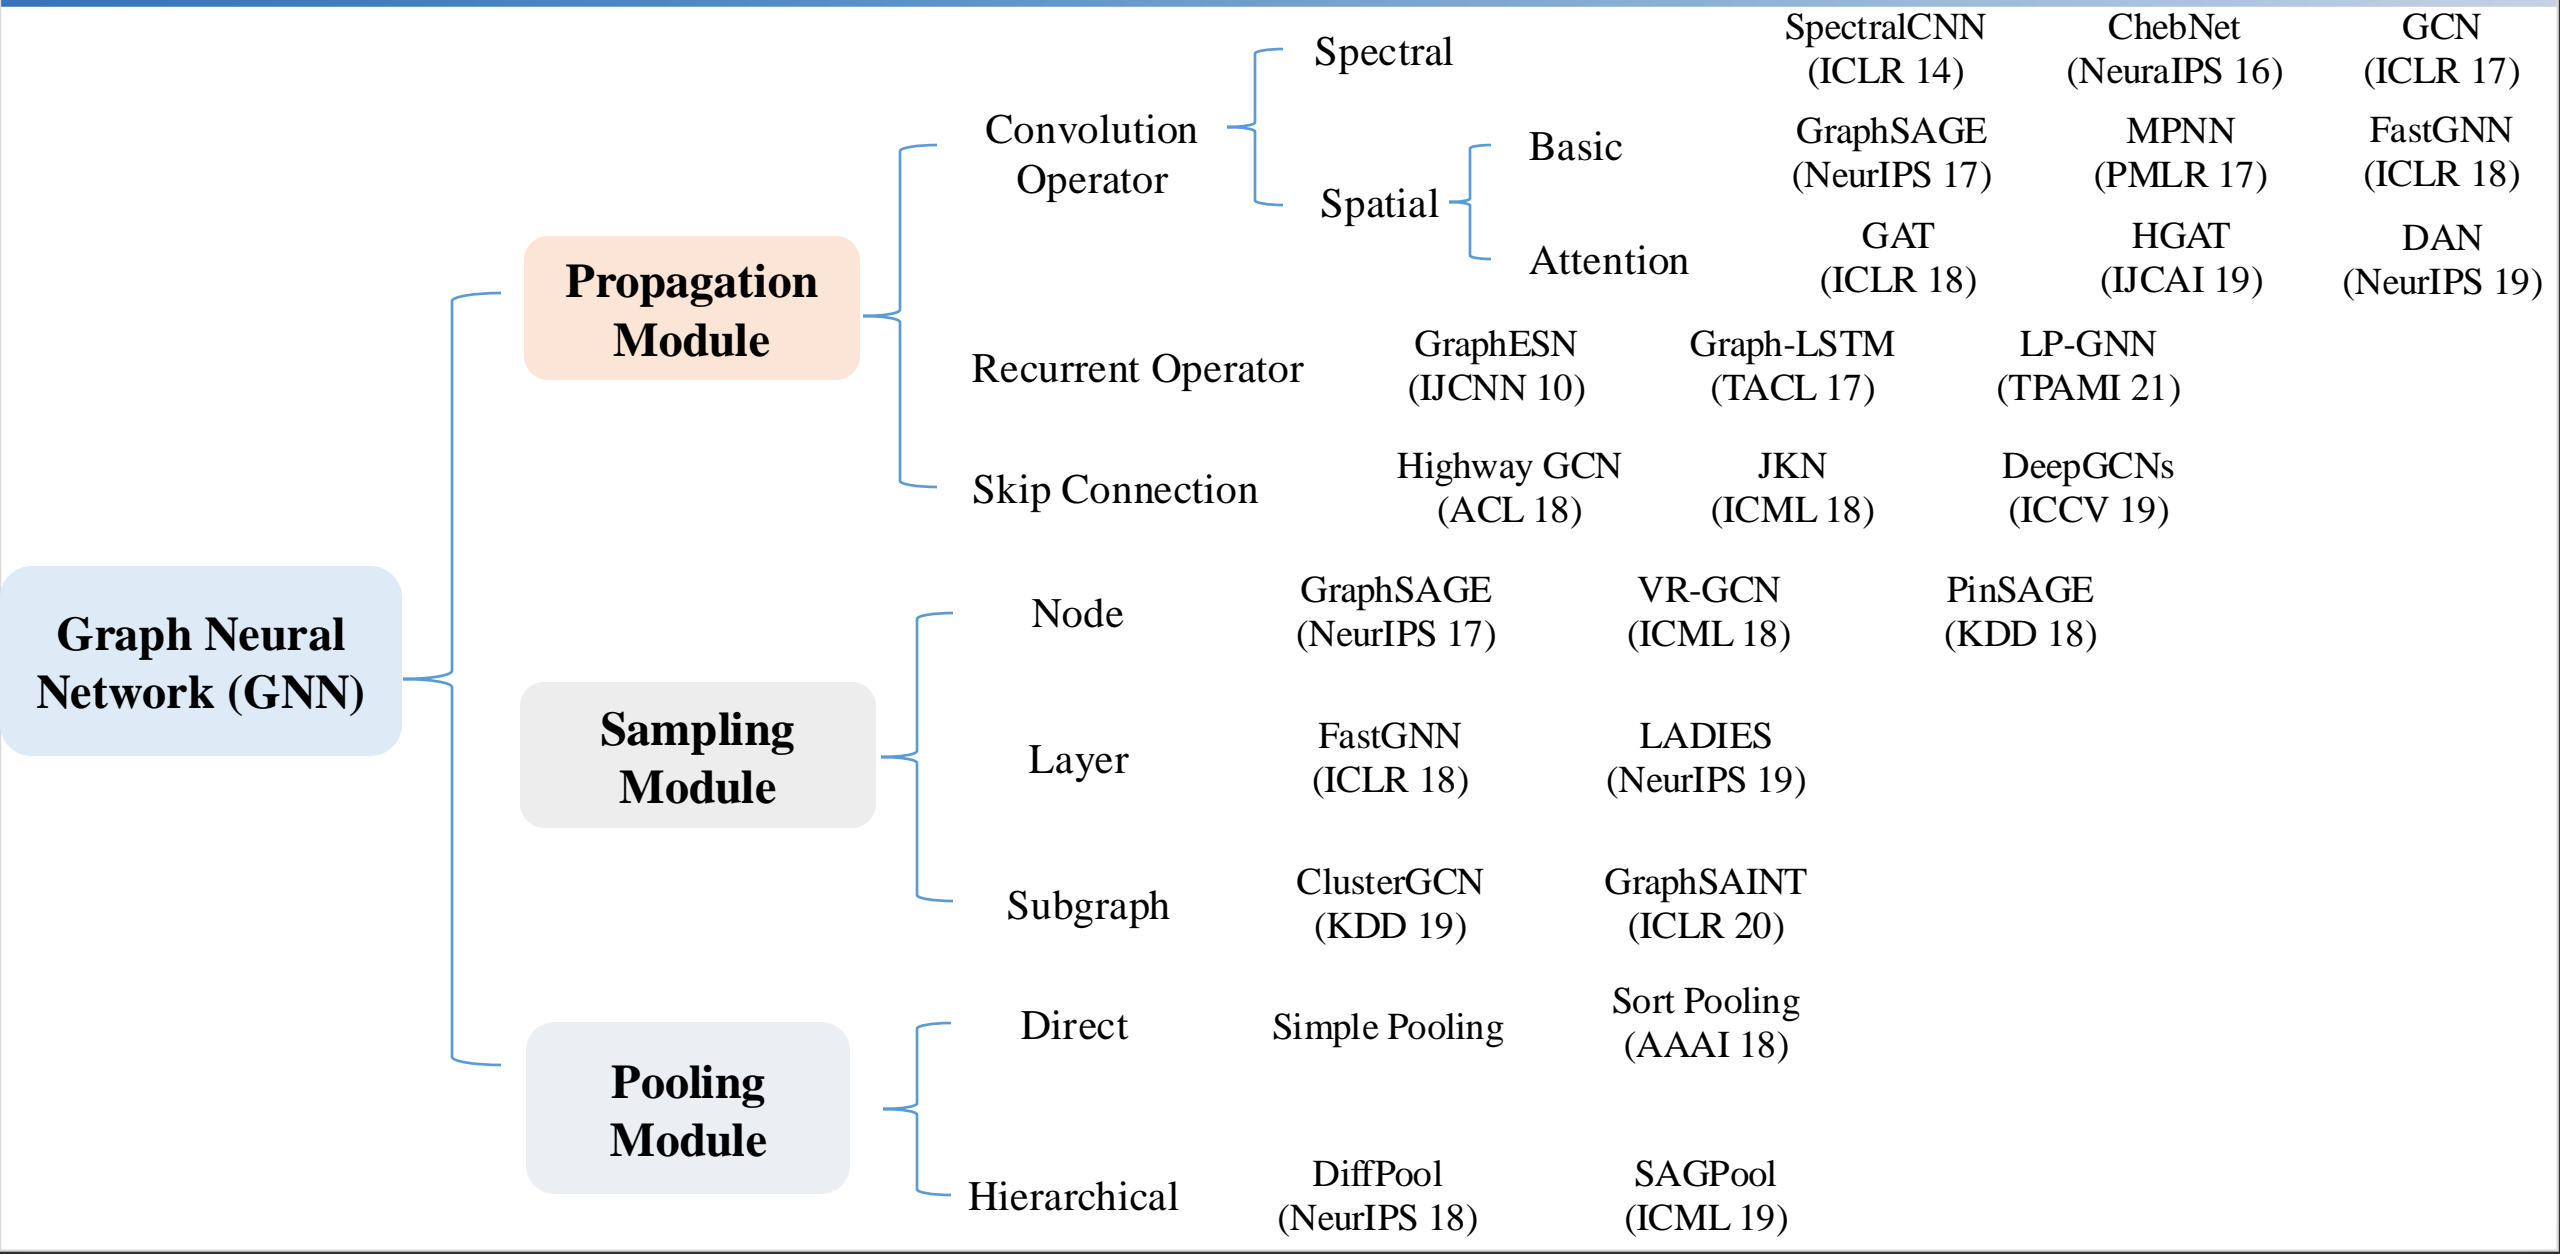 SpectralCNN
(ICLR 14)
ChebNet
(NeuraIPS 16)
GCN
(ICLR 17)
Spectral
Convolution
Operator
Basic
GraphSAGE
(NeurIPS 17)
MPNN
(PMLR 17)
FastGNN
(ICLR 18)
Spatial
Attention
GAT
(ICLR 18)
HGAT
(IJCAI 19)
DAN
(NeurIPS 19)
Propagation
Module
Recurrent Operator
GraphESN
(IJCNN 10)
Graph-LSTM
(TACL 17)
LP-GNN
(TPAMI 21)
Skip Connection
Highway GCN
(ACL 18)
JKN
(ICML 18)
DeepGCNs
(ICCV 19)
Graph Neural
Network (GNN)
Node
GraphSAGE
(NeurIPS 17)
VR-GCN
(ICML 18)
PinSAGE
(KDD 18)
Sampling
Module
Layer
FastGNN
(ICLR 18)
LADIES
(NeurIPS 19)
Subgraph
ClusterGCN
(KDD 19)
GraphSAINT
(ICLR 20)
Direct
Simple Pooling
Sort Pooling
(AAAI 18)
Pooling
Module
Hierarchical
DiffPool
(NeurIPS 18)
SAGPool
(ICML 19)